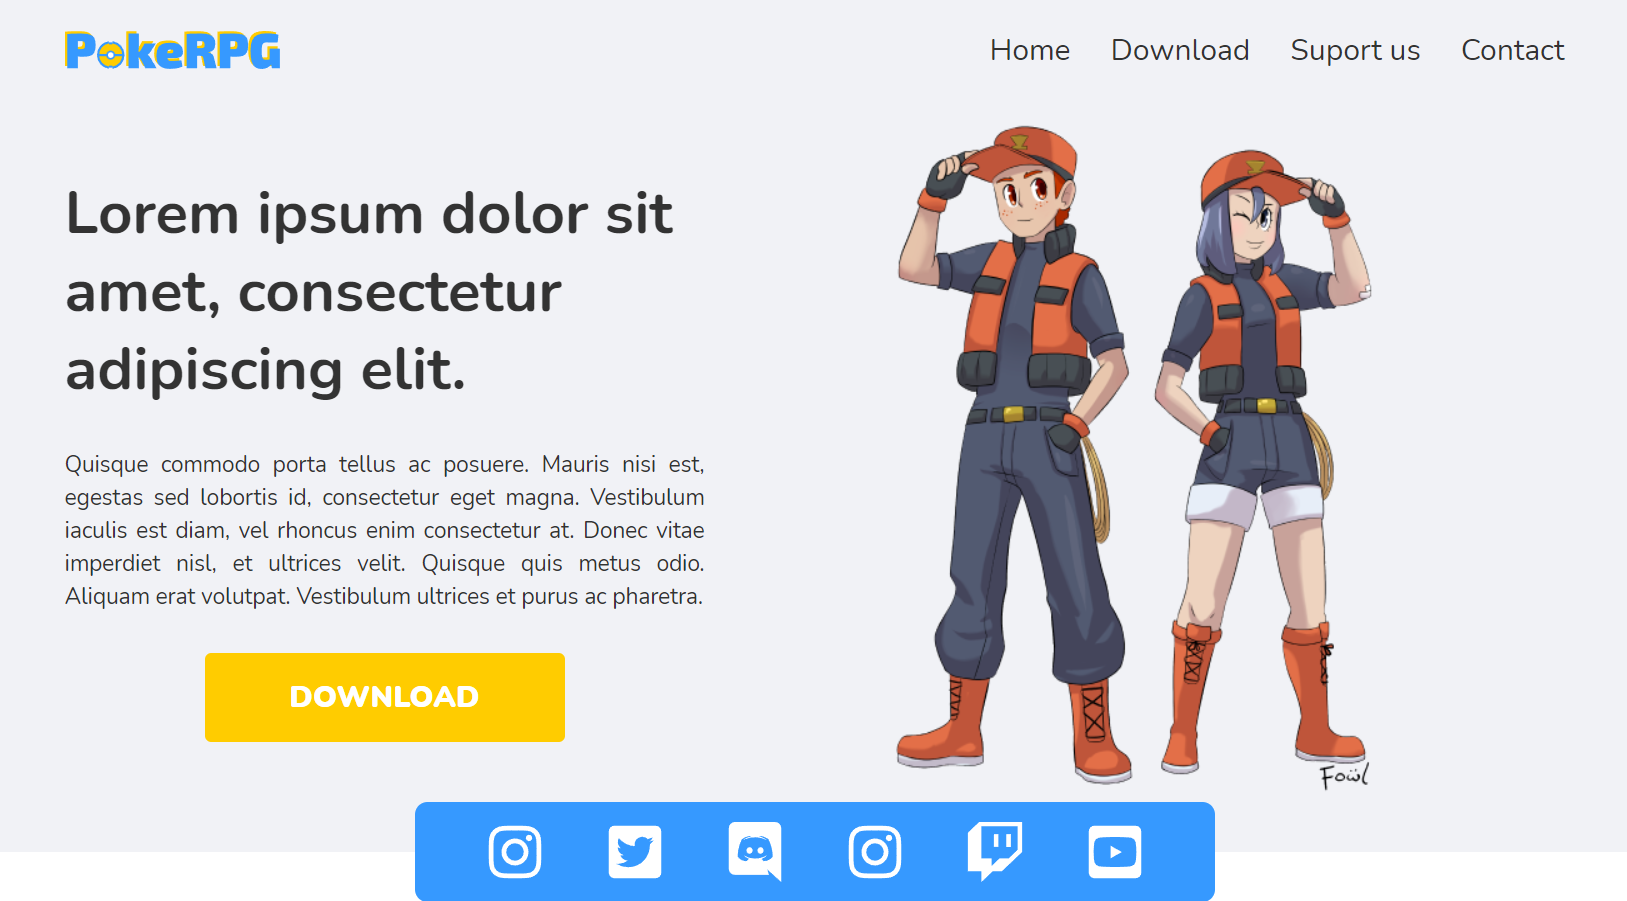 PokeRPG
Home Download Suport us Contact
Lorem ipsum dolor sit
amet, consectetur
adipiscing elit.
Quisque commodo porta tellus ac posuere. Mauris nisi est,
egestas sed lobortis id, consectetur eget magna. Vestibulum
iaculis est diam, vel rhoncus enim consectetur at. Donec vitae
imperdiet nisl, et ultrices velit. Quisque quis metus odio.
Aliquam erat volutpat. Vestibulum ultrices et purus ac pharetra.
DOWNLOAD
Foẅl